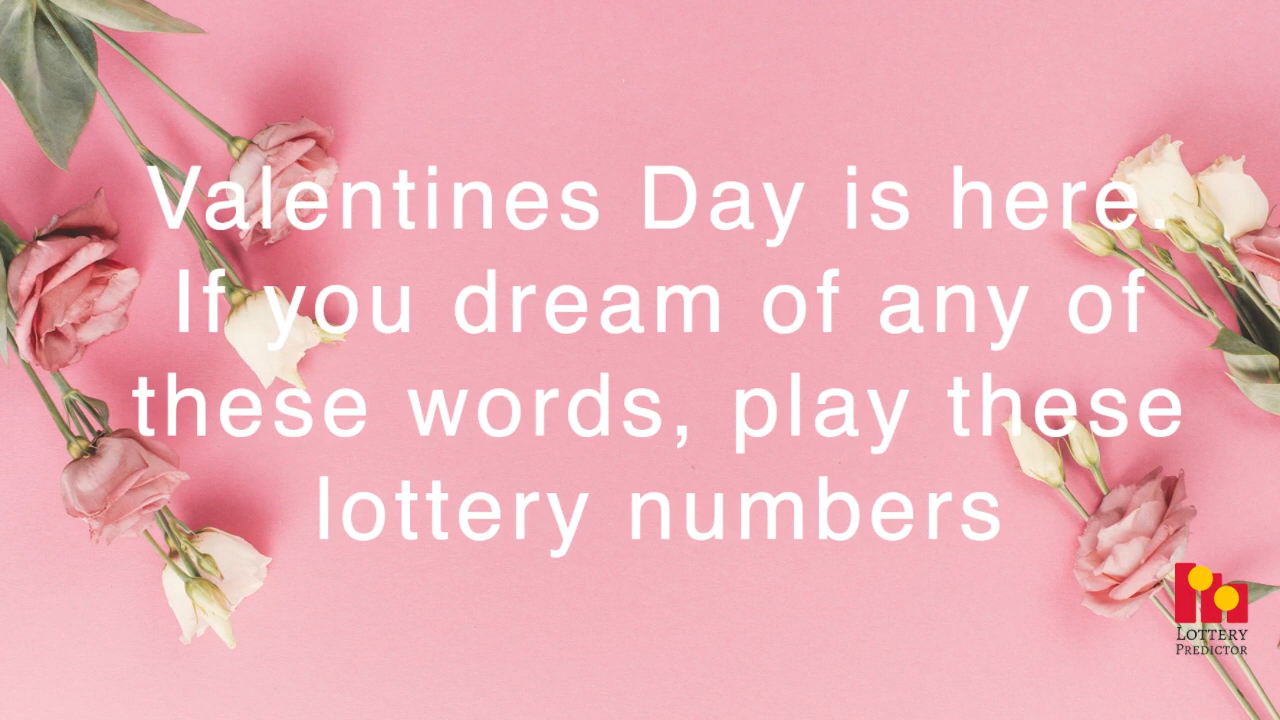 Valentines Day is here.
If you dream of any of
these words, play these
lottery numbers
LOTTERY
PREDICTOR